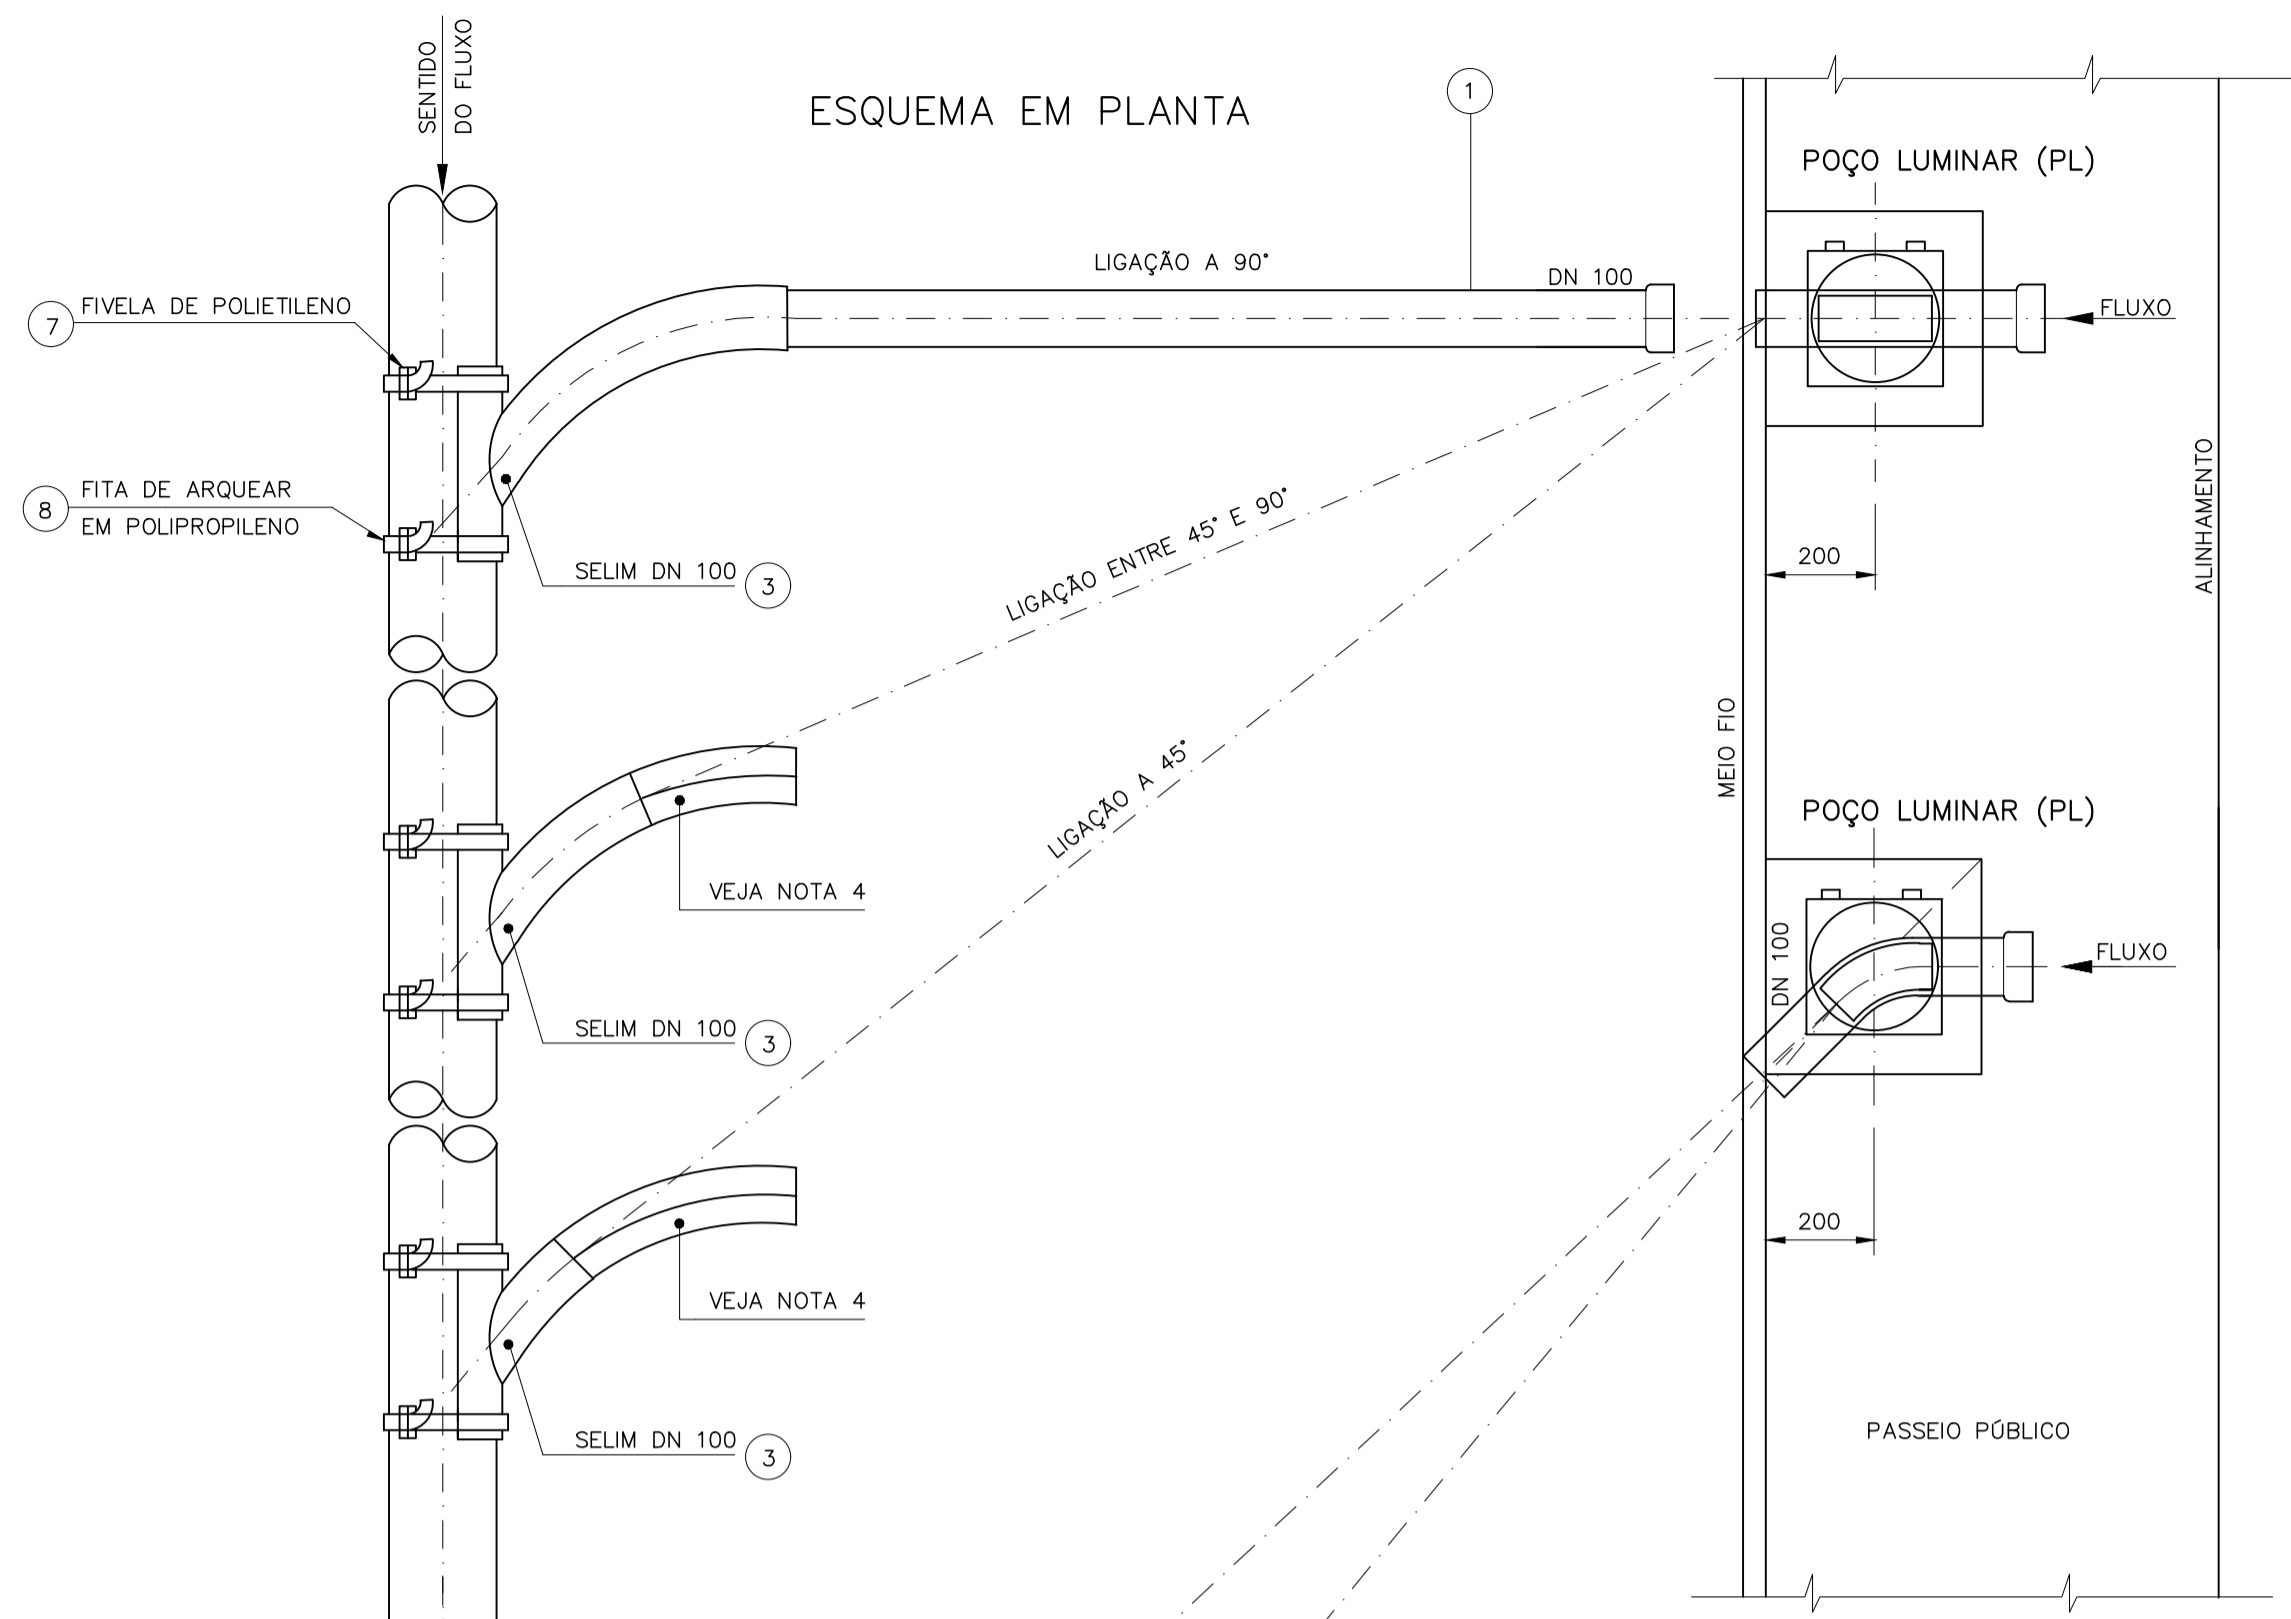 SENTIDO
DO FLUXO
ESQUEMA EM PLANTA
1
POÇO LUMINAR (PL)
LIGAÇÃO A 90°
DN 100
FLUXO
7
FIVELA DE POLIETILENO
8
FITA DE ARQUEAR
EM POLIPROPILENO
SELIM DN 100
3
LIGAÇÃO ENTRE 45° E 90°
200
ALINHAMENTO
MEIO FIO
LIGAÇÃO A 45°
POÇO LUMINAR (PL)
VEJA NOTA 4
DN 100
FLUXO
SELIM DN 100
3
200
VEJA NOTA 4
SELIM DN 100
3
PASSEIO PÚBLICO